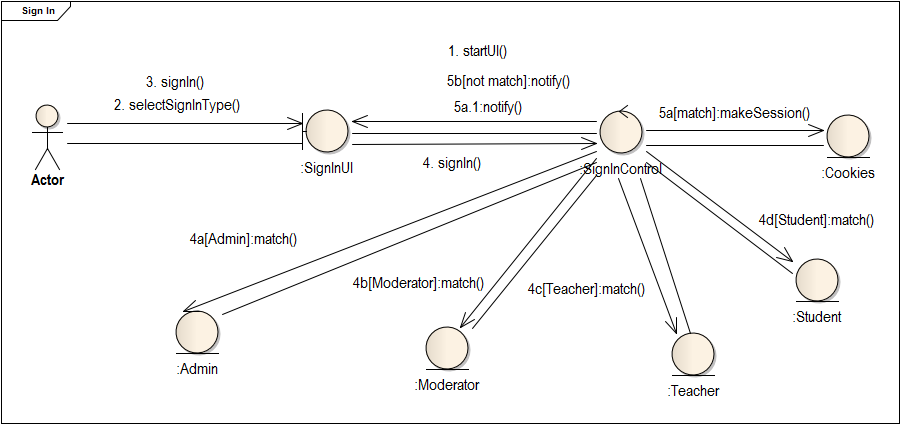 Sign In
1. startUI()
3. signIn()
5b[not match]:notify()
2. selectSignInType()
5a.1:notify()
5a[match]:makeSession()
Actor
:SignInUI
4. signIn()
:SignInControl
:Cookies
4a[Admin]:match()
4d[Student]:match()
4b[Moderator]:match()
4c[Teacher]:match()
:Student
:Admin
:Moderator
:Teacher